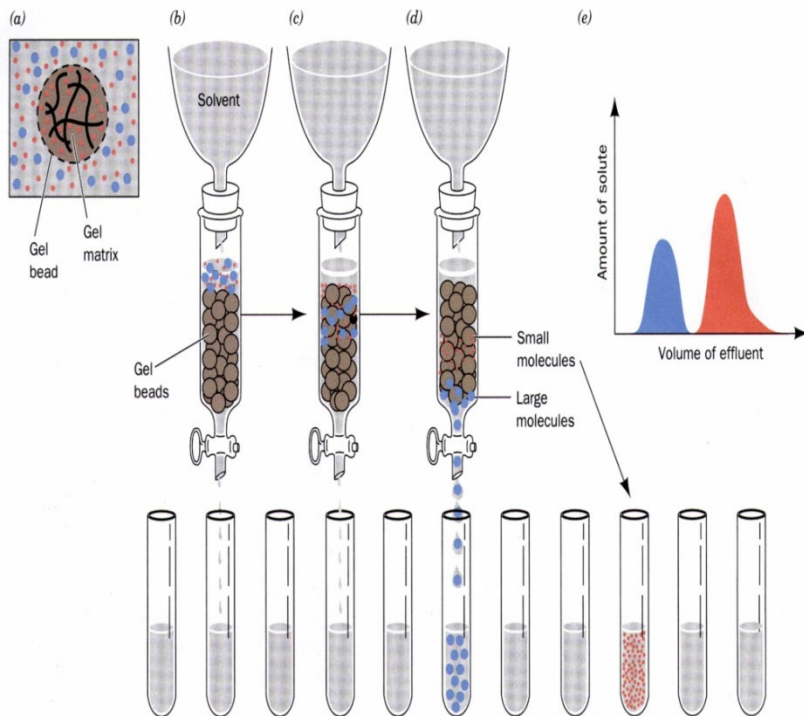 (a)
(b)
(c)
(d)
(e)
Solvent
Gel
bead
Gel
matrix
Gel
beads
Small
molecules
Large
molecules
Amount of solute
Volume of effluent